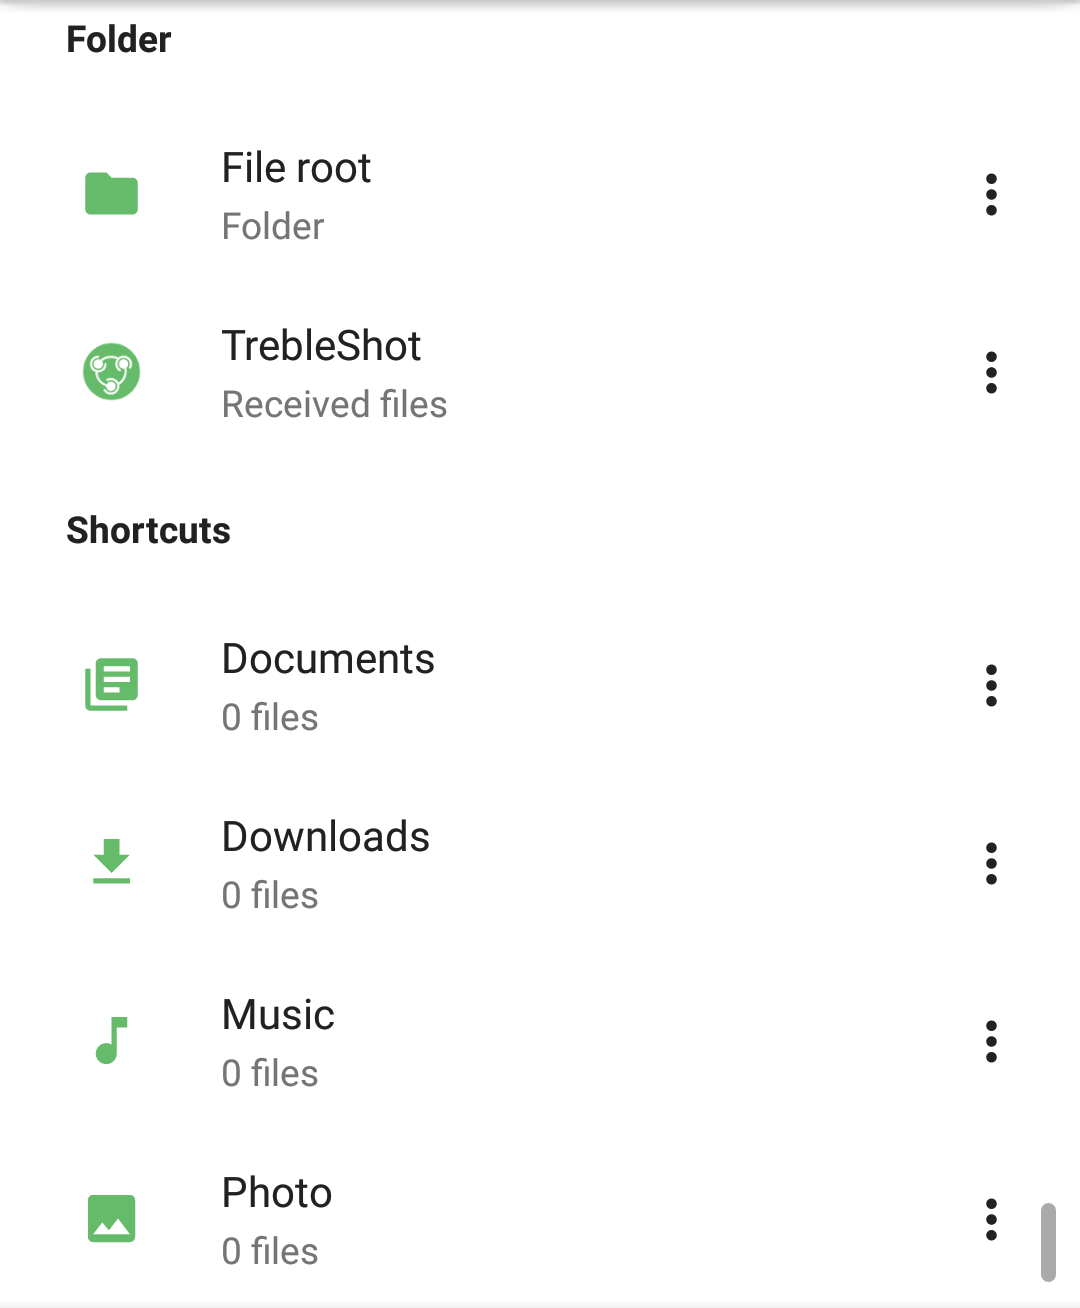 Folder
File root
Folder
TrebleShot
Received files
Shortcuts
Documents
0 files
Downloads
0 files
Music
0 files
Photo
0 files